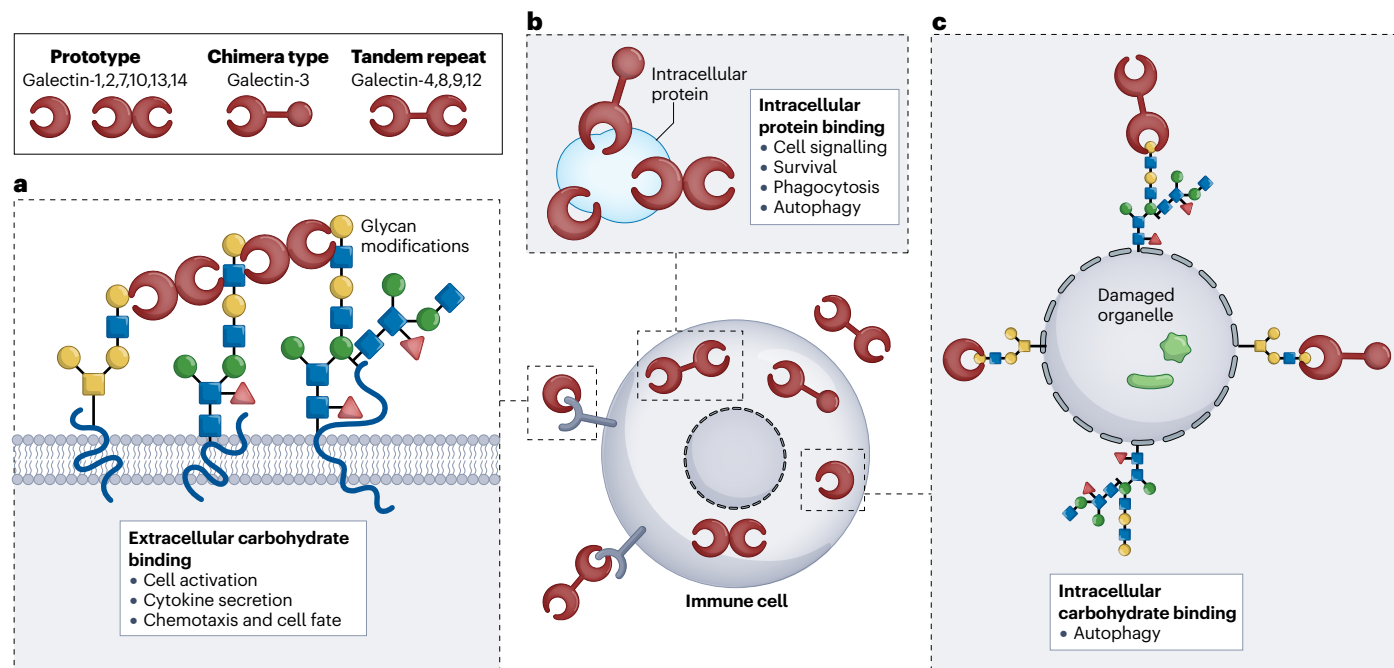 Prototype
Galectin-1,2,7,10,13,14
Chimera type
Galectin-3
Tandem repeat
Galectin-4,8,9,12
a
Glycan
modifications
Extracellular carbohydrate
binding
• Cell activation
• Cytokine secretion
• Chemotaxis and cell fate
b
Intracellular
protein
Intracellular
protein binding
• Cell signalling
• Survival
• Phagocytosis
• Autophagy
Immune cell
c
Damaged
organelle
Intracellular
carbohydrate binding
• Autophagy